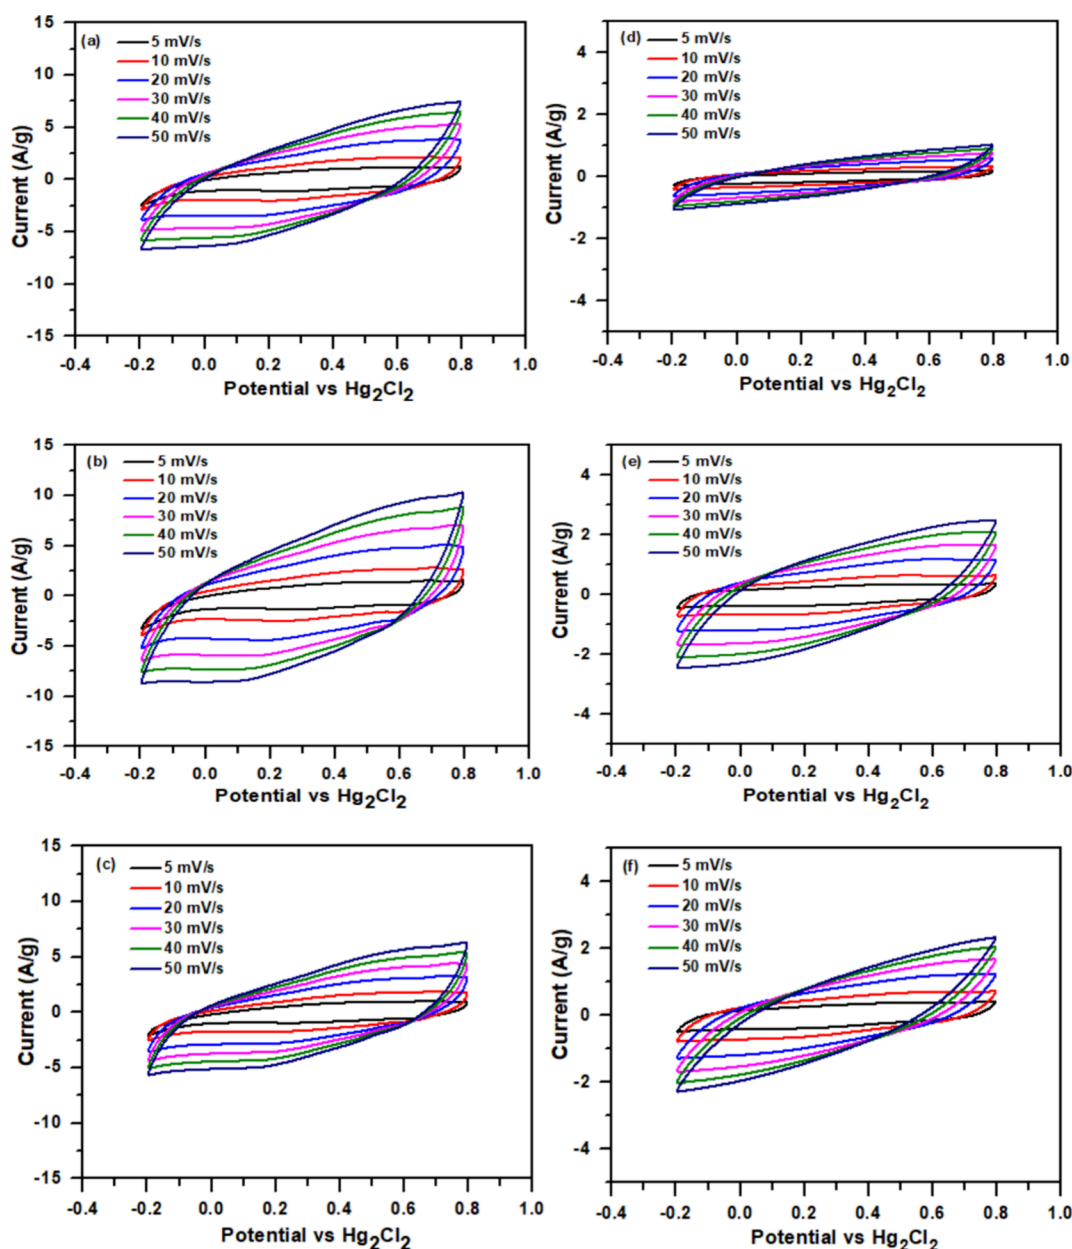 (a)
5 mV/s
10 mV/s
20 mV/s
30 mV/s
40 mV/s
50 mV/s
15
10
5
0
-5
-10
-15
Current (A/g)
-0.4 -0.2 0.0 0.2 0.4 0.6 0.8 1.0
Potential vs Hg₂Cl₂
(d)
5 mV/s
10 mV/s
20 mV/s
30 mV/s
40 mV/s
50 mV/s
4
2
0
-2
-4
Current (A/g)
-0.4 -0.2 0.0 0.2 0.4 0.6 0.8 1.0
Potential vs Hg₂Cl₂
(b)
5 mV/s
10 mV/s
20 mV/s
30 mV/s
40 mV/s
50 mV/s
15
10
5
0
-5
-10
-15
Current (A/g)
-0.4 -0.2 0.0 0.2 0.4 0.6 0.8 1.0
Potential vs Hg₂Cl₂
(e)
5 mV/s
10 mV/s
20 mV/s
30 mV/s
40 mV/s
50 mV/s
4
2
0
-2
-4
Current (A/g)
-0.4 -0.2 0.0 0.2 0.4 0.6 0.8 1.0
Potential vs Hg₂Cl₂
(c)
5 mV/s
10 mV/s
20 mV/s
30 mV/s
40 mV/s
50 mV/s
15
10
5
0
-5
-10
-15
Current (A/g)
-0.4 -0.2 0.0 0.2 0.4 0.6 0.8 1.0
Potential vs Hg₂Cl₂
(f)
5 mV/s
10 mV/s
20 mV/s
30 mV/s
40 mV/s
50 mV/s
4
2
0
-2
-4
Current (A/g)
-0.4 -0.2 0.0 0.2 0.4 0.6 0.8 1.0
Potential vs Hg₂Cl₂